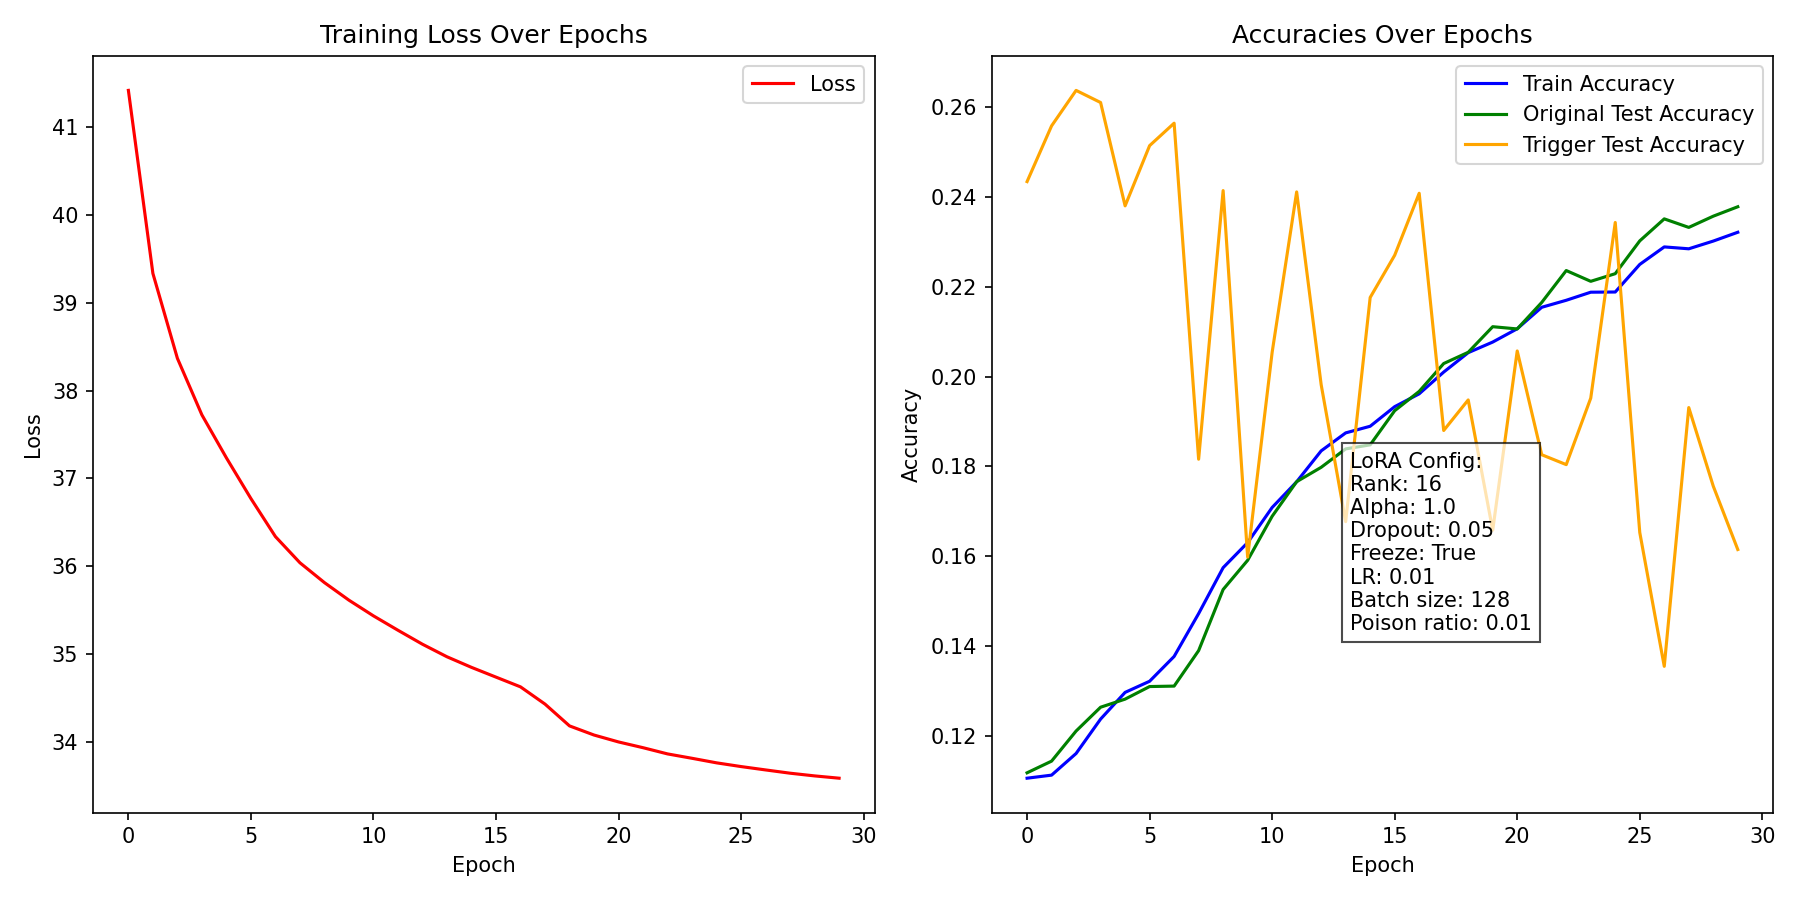 Training Loss Over Epochs
Loss
41
40
39
38
37
36
35
34
Loss
0 5 10 15 20 25 30
Epoch
Accuracies Over Epochs
Train Accuracy
Original Test Accuracy
Trigger Test Accuracy
0.26
0.24
0.22
0.20
0.18
0.16
0.14
0.12
Accuracy
LoRA Config:
Rank: 16
Alpha: 1.0
Dropout: 0.05
Freeze: True
LR: 0.01
Batch size: 128
Poison ratio: 0.01
0 5 10 15 20 25 30
Epoch